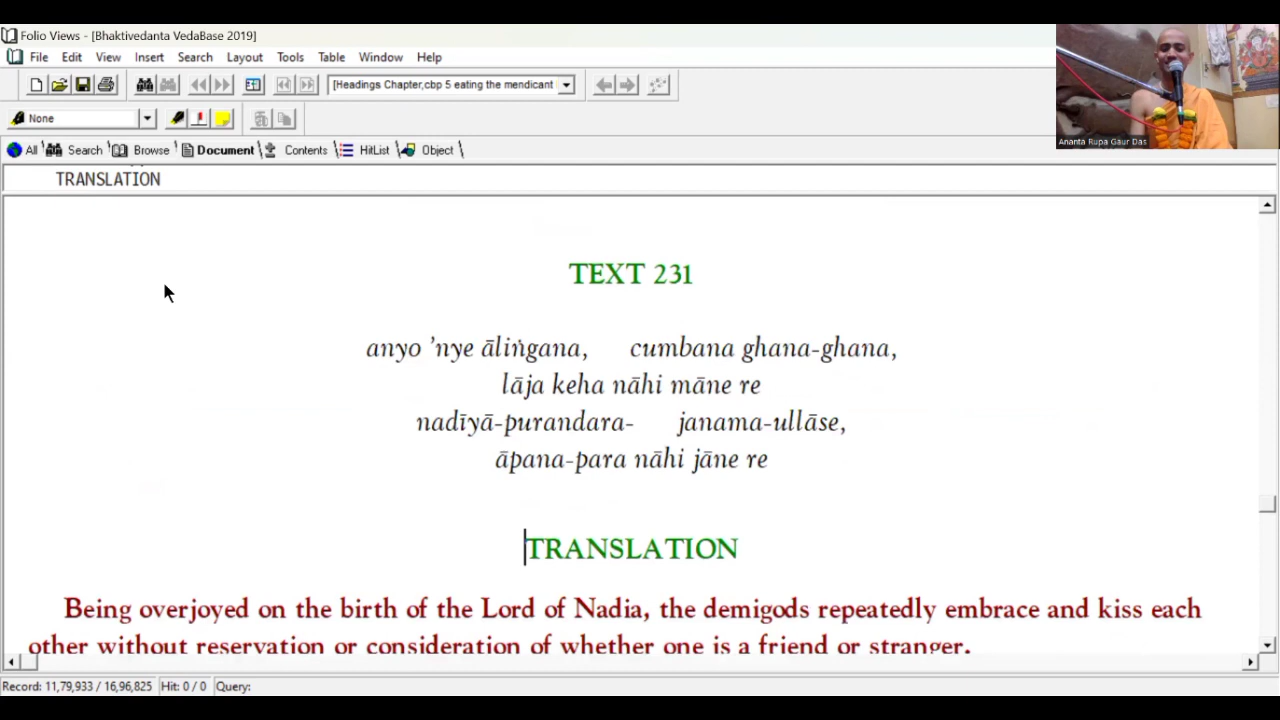 Folio Views - [Bhaktivedanta VedaBase 2019]
File Edit View Insert Search Layout Tools Table Window Help
[Headings Chapter,cbp 5 eating the mendicant
None
All Search Browse Document Contents HitList Object
Ananta Rupa Gaur Das
TRANSLATION
TEXT 231
anyo 'nye āliṅgana, cumbana ghana-ghana,
lāja keha nāhi māne re
nadīyā-purandara- janama-ullāse,
āpana-para nāhi jāne re
TRANSLATION
Being overjoyed on the birth of the Lord of Nadia, the demigods repeatedly embrace and kiss each
other without reservation or consideration of whether one is a friend or stranger.
Record: 11,79,933 / 16,96,825 Hit: 0 / 0 Query: